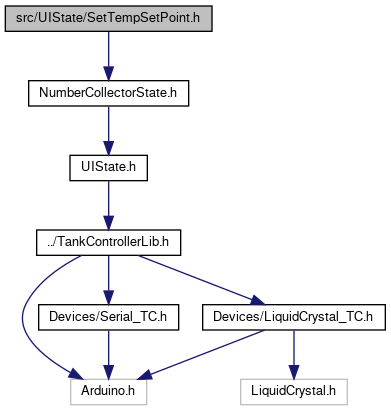 src/UIState/SetTempSetPoint.h
NumberCollectorState.h
UIState.h
../TankControllerLib.h
Devices/Serial_TC.h
Devices/LiquidCrystal_TC.h
Arduino.h
LiquidCrystal.h